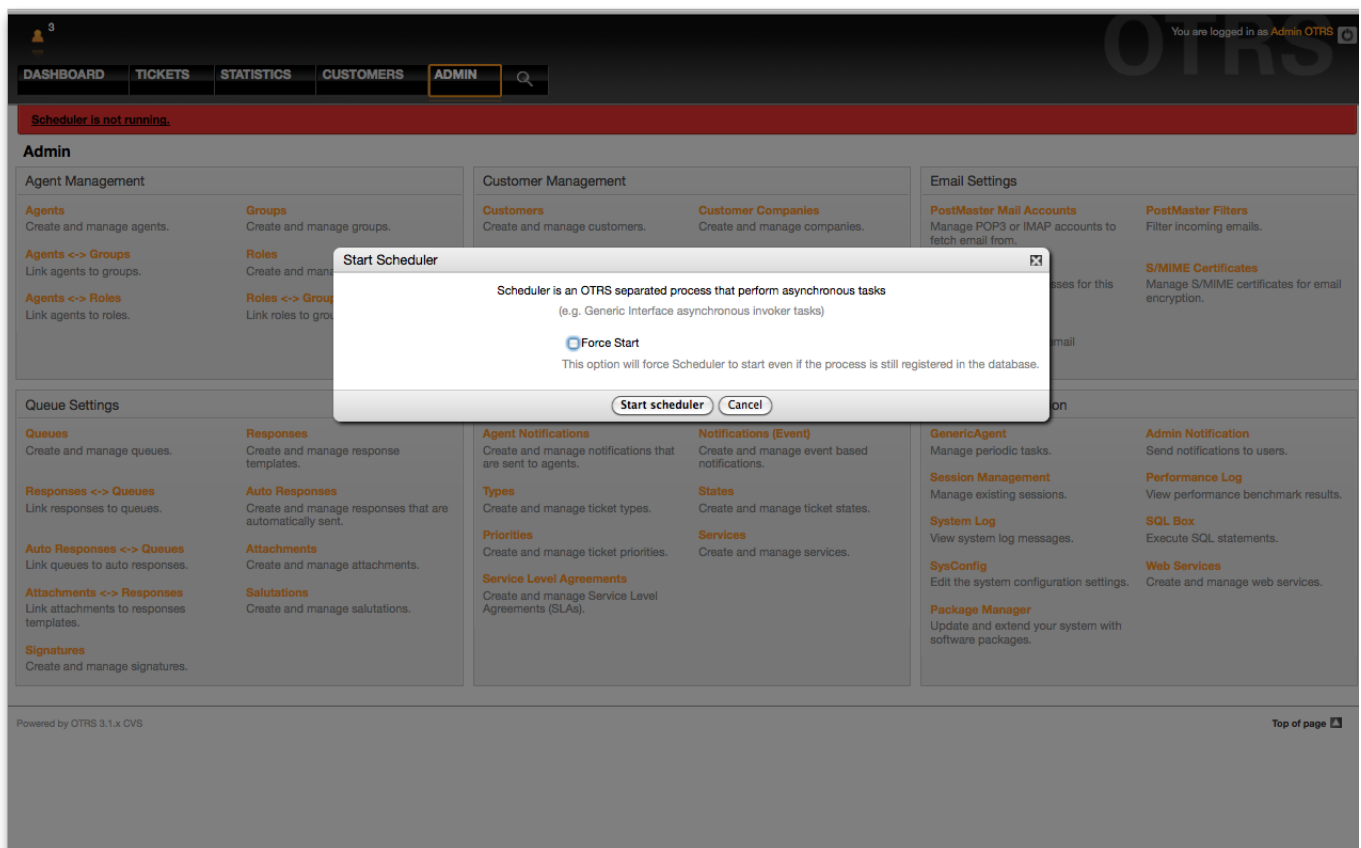 3
OTRS
You are logged in as Admin OTRS
DASHBOARD
TICKETS
STATISTICS
CUSTOMERS
ADMIN
Scheduler is not running.
Admin
Agent Management
Agents
Create and manage agents.
Groups
Create and manage groups.
Agents <-> Groups
Link agents to groups.
Roles
Create and mana
Agents <-> Roles
Link agents to roles.
Roles <-> Group
Link roles to grou
Customer Management
Customers
Create and manage customers.
Customer Companies
Create and manage companies.
Email Settings
PostMaster Mail Accounts
Manage POP3 or IMAP accounts to
fetch email from.
PostMaster Filters
Filter incoming emails.
sses for this
S/MIME Certificates
Manage S/MIME certificates for email
encryption.
email
Start Scheduler
Scheduler is an OTRS separated process that perform asynchronous tasks
(e.g. Generic Interface asynchronous invoker tasks)
Force Start
This option will force Scheduler to start even if the process is still registered in the database.
Start scheduler
Cancel
Queue Settings
Queues
Create and manage queues.
Responses
Create and manage response
templates.
Responses <-> Queues
Link responses to queues.
Auto Responses
Create and manage responses that are
automatically sent.
Auto Responses <-> Queues
Link queues to auto responses.
Attachments
Create and manage attachments.
Attachments <-> Responses
Link attachments to responses
templates.
Salutations
Create and manage salutations.
Signatures
Create and manage signatures.
Agent Notifications
Create and manage notifications that
are sent to agents.
Notifications (Event)
Create and manage event based
notifications.
Types
Create and manage ticket types.
States
Create and manage ticket states.
Priorities
Create and manage ticket priorities.
Services
Create and manage services.
Service Level Agreements
Create and manage Service Level
Agreements (SLAs).
on
GenericAgent
Manage periodic tasks.
Admin Notification
Send notifications to users.
Session Management
Manage existing sessions.
Performance Log
View performance benchmark results.
System Log
View system log messages.
SQL Box
Execute SQL statements.
SysConfig
Edit the system configuration settings.
Web Services
Create and manage web services.
Package Manager
Update and extend your system with
software packages.
Powered by OTRS 3.1.x CVS
Top of page